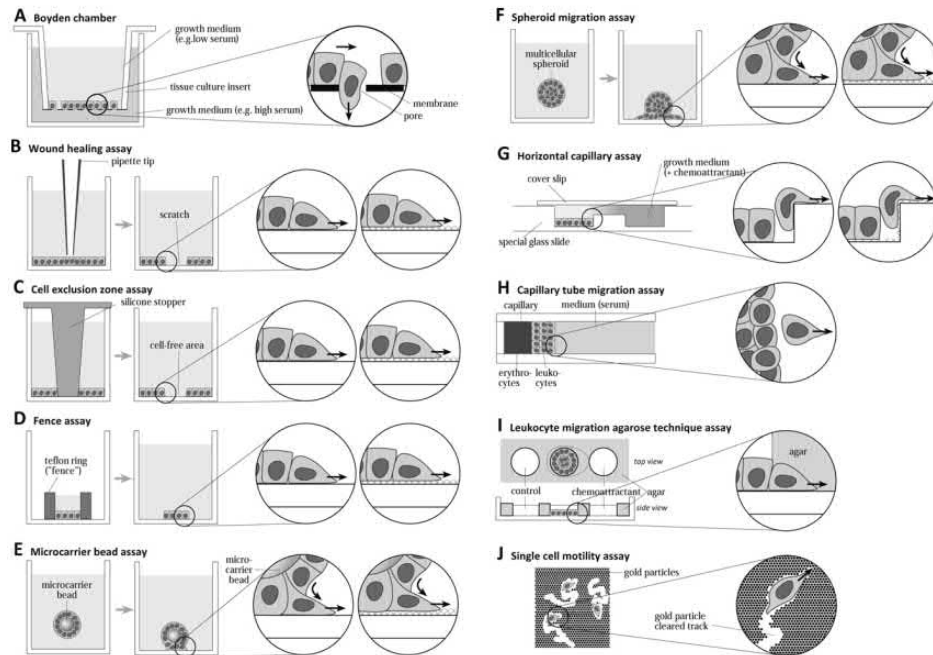 A Boyden chamber
growth medium
(e.g.low serum)
tissue culture insert
growth medium (e.g. high serum)
membrane
pore
B Wound healing assay
pipette tip
scratch
C Cell exclusion zone assay
silicone stopper
cell-free area
D Fence assay
teflon ring
("fence")
E Microcarrier bead assay
microcarrier
bead
micro-
carrier
bead
F Spheroid migration assay
multicellular
spheroid
G Horizontal capillary assay
cover slip
growth medium
(+ chemoattractant)
special glass slide
H Capillary tube migration assay
capillary
medium (serum)
erythro-
cytes
leuko-
cytes
I Leukocyte migration agarose technique assay
top view
control
chemoattractant
agar
side view
agar
J Single cell motility assay
gold particles
gold particle
cleared track